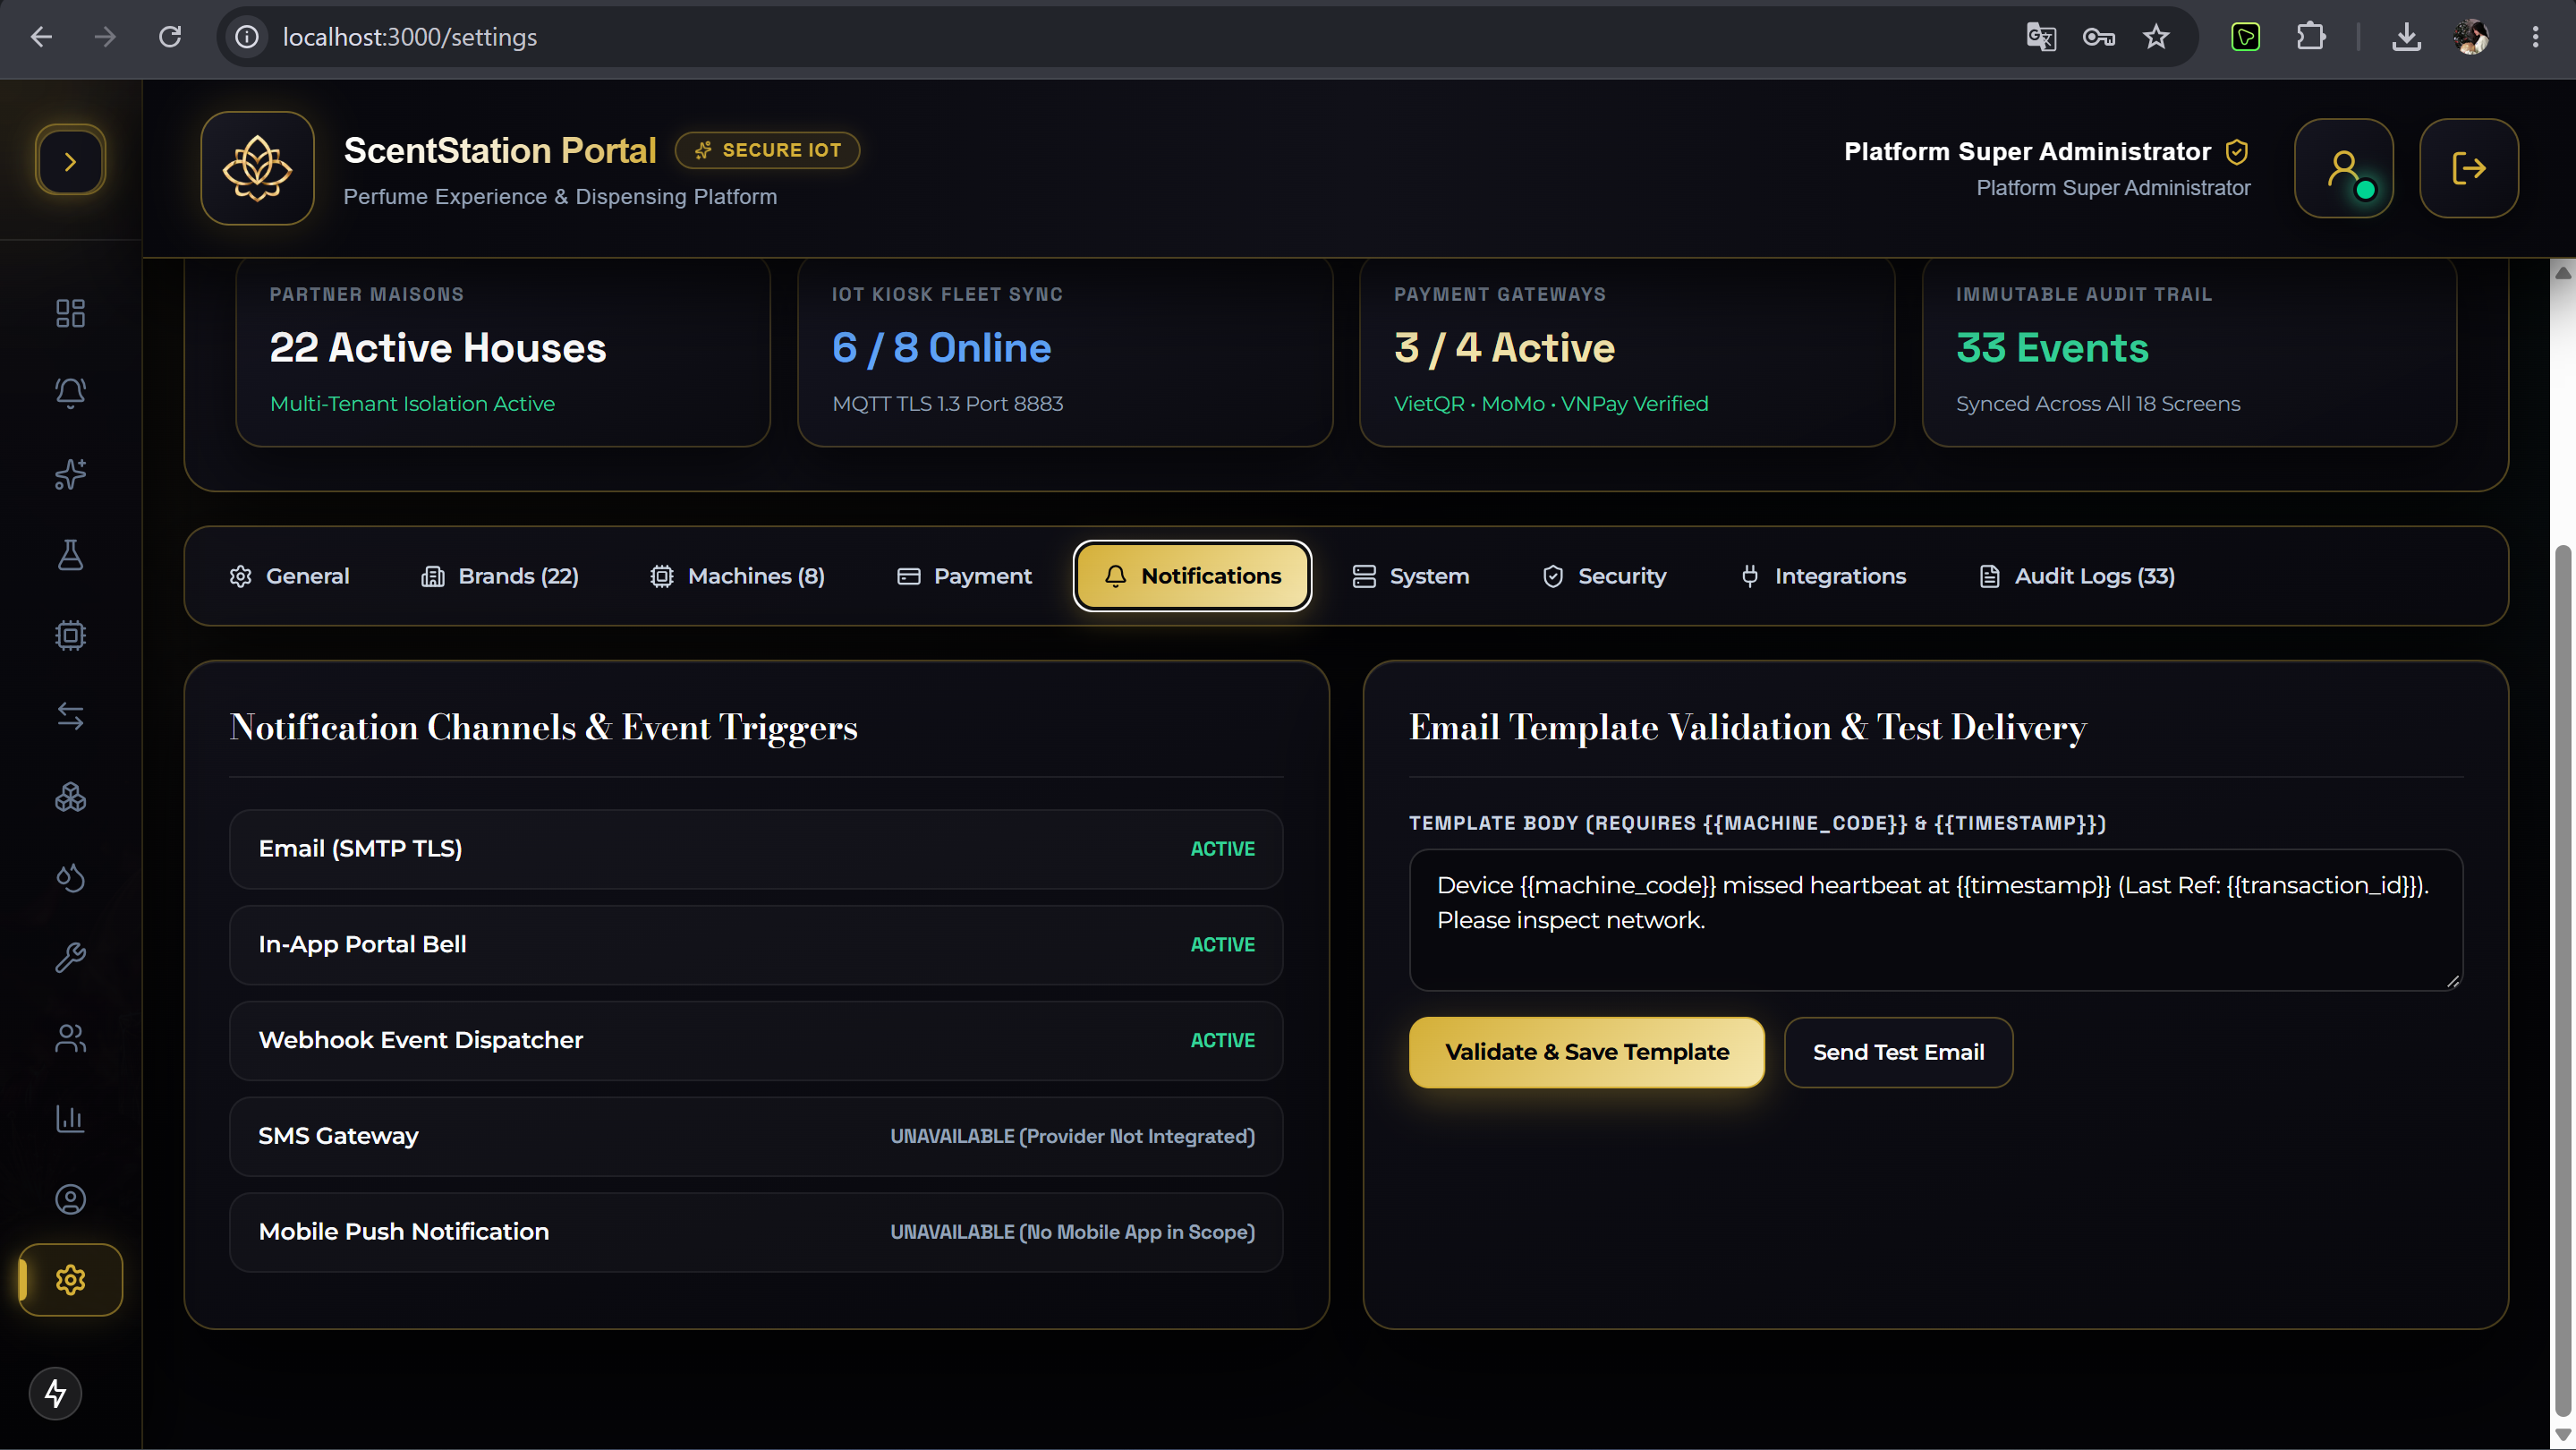 localhost:3000/settings
ScentStation Portal
SECURE IOT
Perfume Experience & Dispensing Platform
Platform Super Administrator
Platform Super Administrator
PARTNER MAISONS
22 Active Houses
Multi-Tenant Isolation Active
IOT KIOSK FLEET SYNC
6 / 8 Online
MQTT TLS 1.3 Port 8883
PAYMENT GATEWAYS
3 / 4 Active
VietQR • MoMo • VNPay Verified
IMMUTABLE AUDIT TRAIL
33 Events
Synced Across All 18 Screens
General
Brands (22)
Machines (8)
Payment
Notifications
System
Security
Integrations
Audit Logs (33)
Notification Channels & Event Triggers
Email (SMTP TLS)
ACTIVE
In-App Portal Bell
ACTIVE
Webhook Event Dispatcher
ACTIVE
SMS Gateway
UNAVAILABLE (Provider Not Integrated)
Mobile Push Notification
UNAVAILABLE (No Mobile App in Scope)
Email Template Validation & Test Delivery
TEMPLATE BODY (REQUIRES {{MACHINE_CODE}} & {{TIMESTAMP}})
Device {{machine_code}} missed heartbeat at {{timestamp}} (Last Ref: {{transaction_id}}).
Please inspect network.
Validate & Save Template
Send Test Email